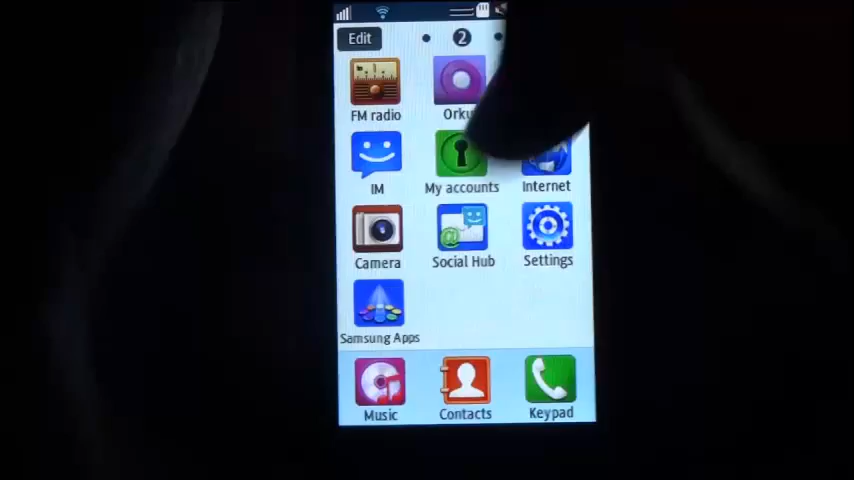 Edit
2
FM radio
IM
My accounts
Internet
Camera
Social Hub
Settings
Samsung Apps
Music
Contacts
Keypad